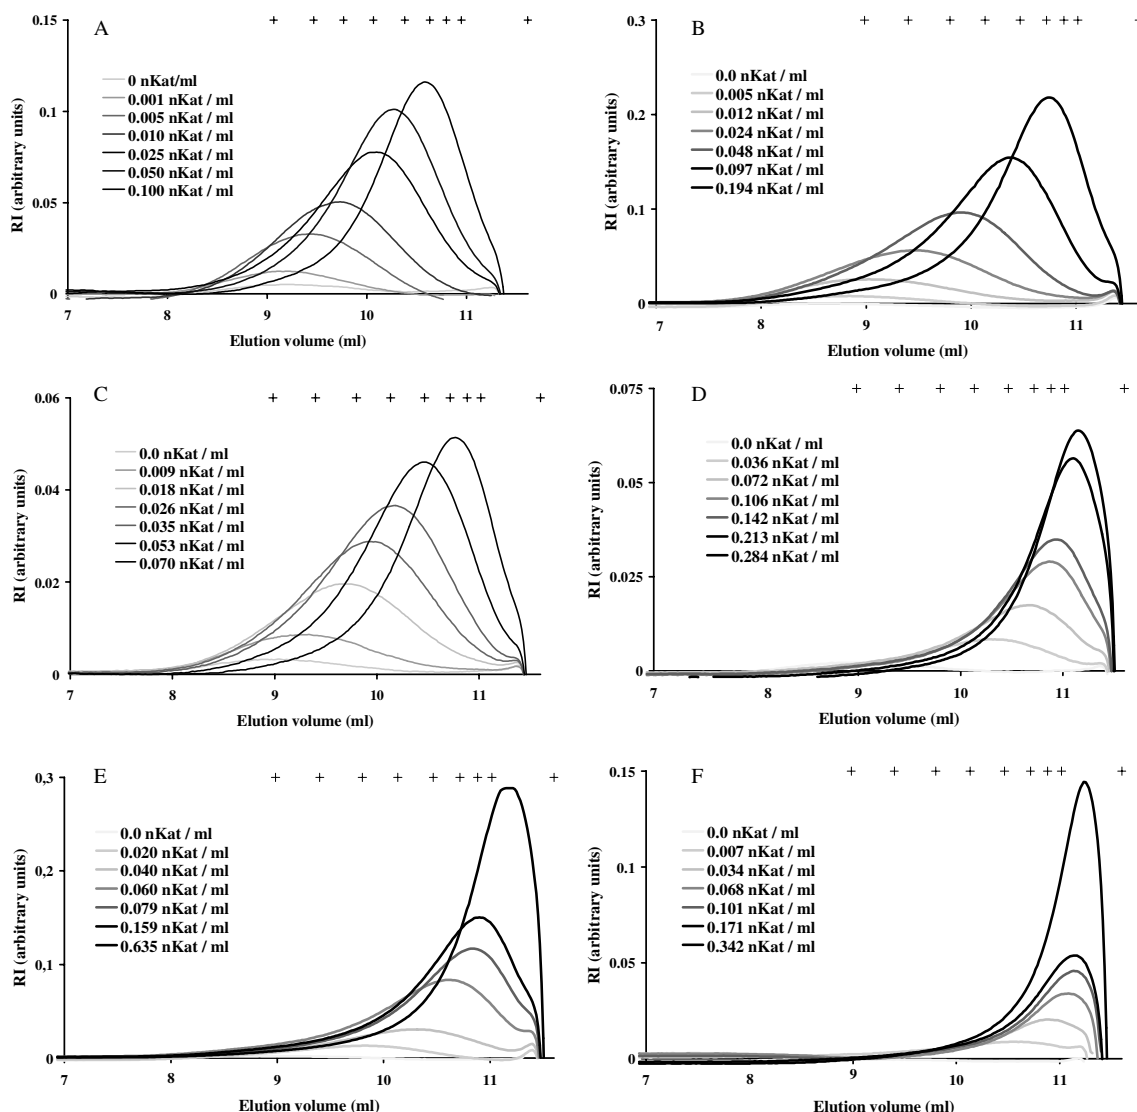 A
0.15
0.1
0.05
0
RI (arbitrary units)
0 nKat/ml
0.001 nKat / ml
0.005 nKat / ml
0.010 nKat / ml
0.025 nKat / ml
0.050 nKat / ml
0.100 nKat / ml
7 8 9 10 11
Elution volume (ml)
B
0.3
0.2
0.1
0
RI (arbitrary units)
0.0 nKat / ml
0.005 nKat / ml
0.012 nKat / ml
0.024 nKat / ml
0.048 nKat / ml
0.097 nKat / ml
0.194 nKat / ml
7 8 9 10 11
Elution volume (ml)
C
0.06
0.04
0.02
0
RI (arbitrary units)
0.0 nKat / ml
0.009 nKat / ml
0.018 nKat / ml
0.026 nKat / ml
0.035 nKat / ml
0.053 nKat / ml
0.070 nKat / ml
7 8 9 10 11
Elution volume (ml)
D
0.075
0.05
0.025
0
RI (arbitrary units)
0.0 nKat / ml
0.036 nKat / ml
0.072 nKat / ml
0.106 nKat / ml
0.142 nKat / ml
0.213 nKat / ml
0.284 nKat / ml
7 8 9 10 11
Elution volume (ml)
E
0,3
0,2
0,1
0
RI (arbitrary units)
0.0 nKat / ml
0.020 nKat / ml
0.040 nKat / ml
0.060 nKat / ml
0.079 nKat / ml
0.159 nKat / ml
0.635 nKat / ml
7 8 9 10 11
Elution volume (ml)
F
0.15
0.1
0.05
0
RI (arbitrary units)
0.0 nKat / ml
0.007 nKat / ml
0.034 nKat / ml
0.068 nKat / ml
0.101 nKat / ml
0.171 nKat / ml
0.342 nKat / ml
7 8 9 10 11
Elution volume (ml)